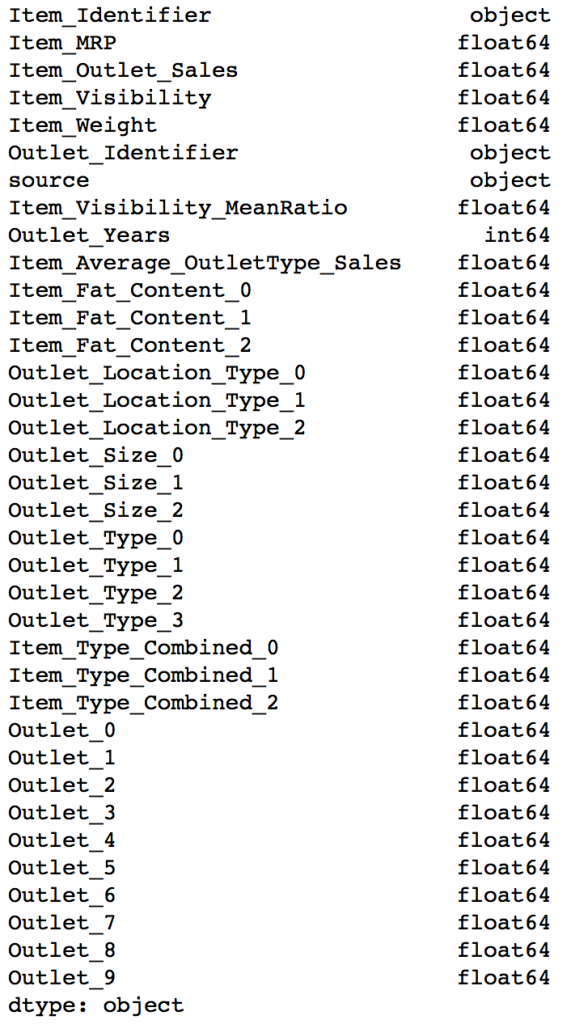 Item_Identifier object
Item_MRP float64
Item_Outlet_Sales float64
Item_Visibility float64
Item_Weight float64
Outlet_Identifier object
source object
Item_Visibility_MeanRatio float64
Outlet_Years int64
Item_Average_OutletType_Sales float64
Item_Fat_Content_0 float64
Item_Fat_Content_1 float64
Item_Fat_Content_2 float64
Outlet_Location_Type_0 float64
Outlet_Location_Type_1 float64
Outlet_Location_Type_2 float64
Outlet_Size_0 float64
Outlet_Size_1 float64
Outlet_Size_2 float64
Outlet_Type_0 float64
Outlet_Type_1 float64
Outlet_Type_2 float64
Outlet_Type_3 float64
Item_Type_Combined_0 float64
Item_Type_Combined_1 float64
Item_Type_Combined_2 float64
Outlet_0 float64
Outlet_1 float64
Outlet_2 float64
Outlet_3 float64
Outlet_4 float64
Outlet_5 float64
Outlet_6 float64
Outlet_7 float64
Outlet_8 float64
Outlet_9 float64
dtype: object